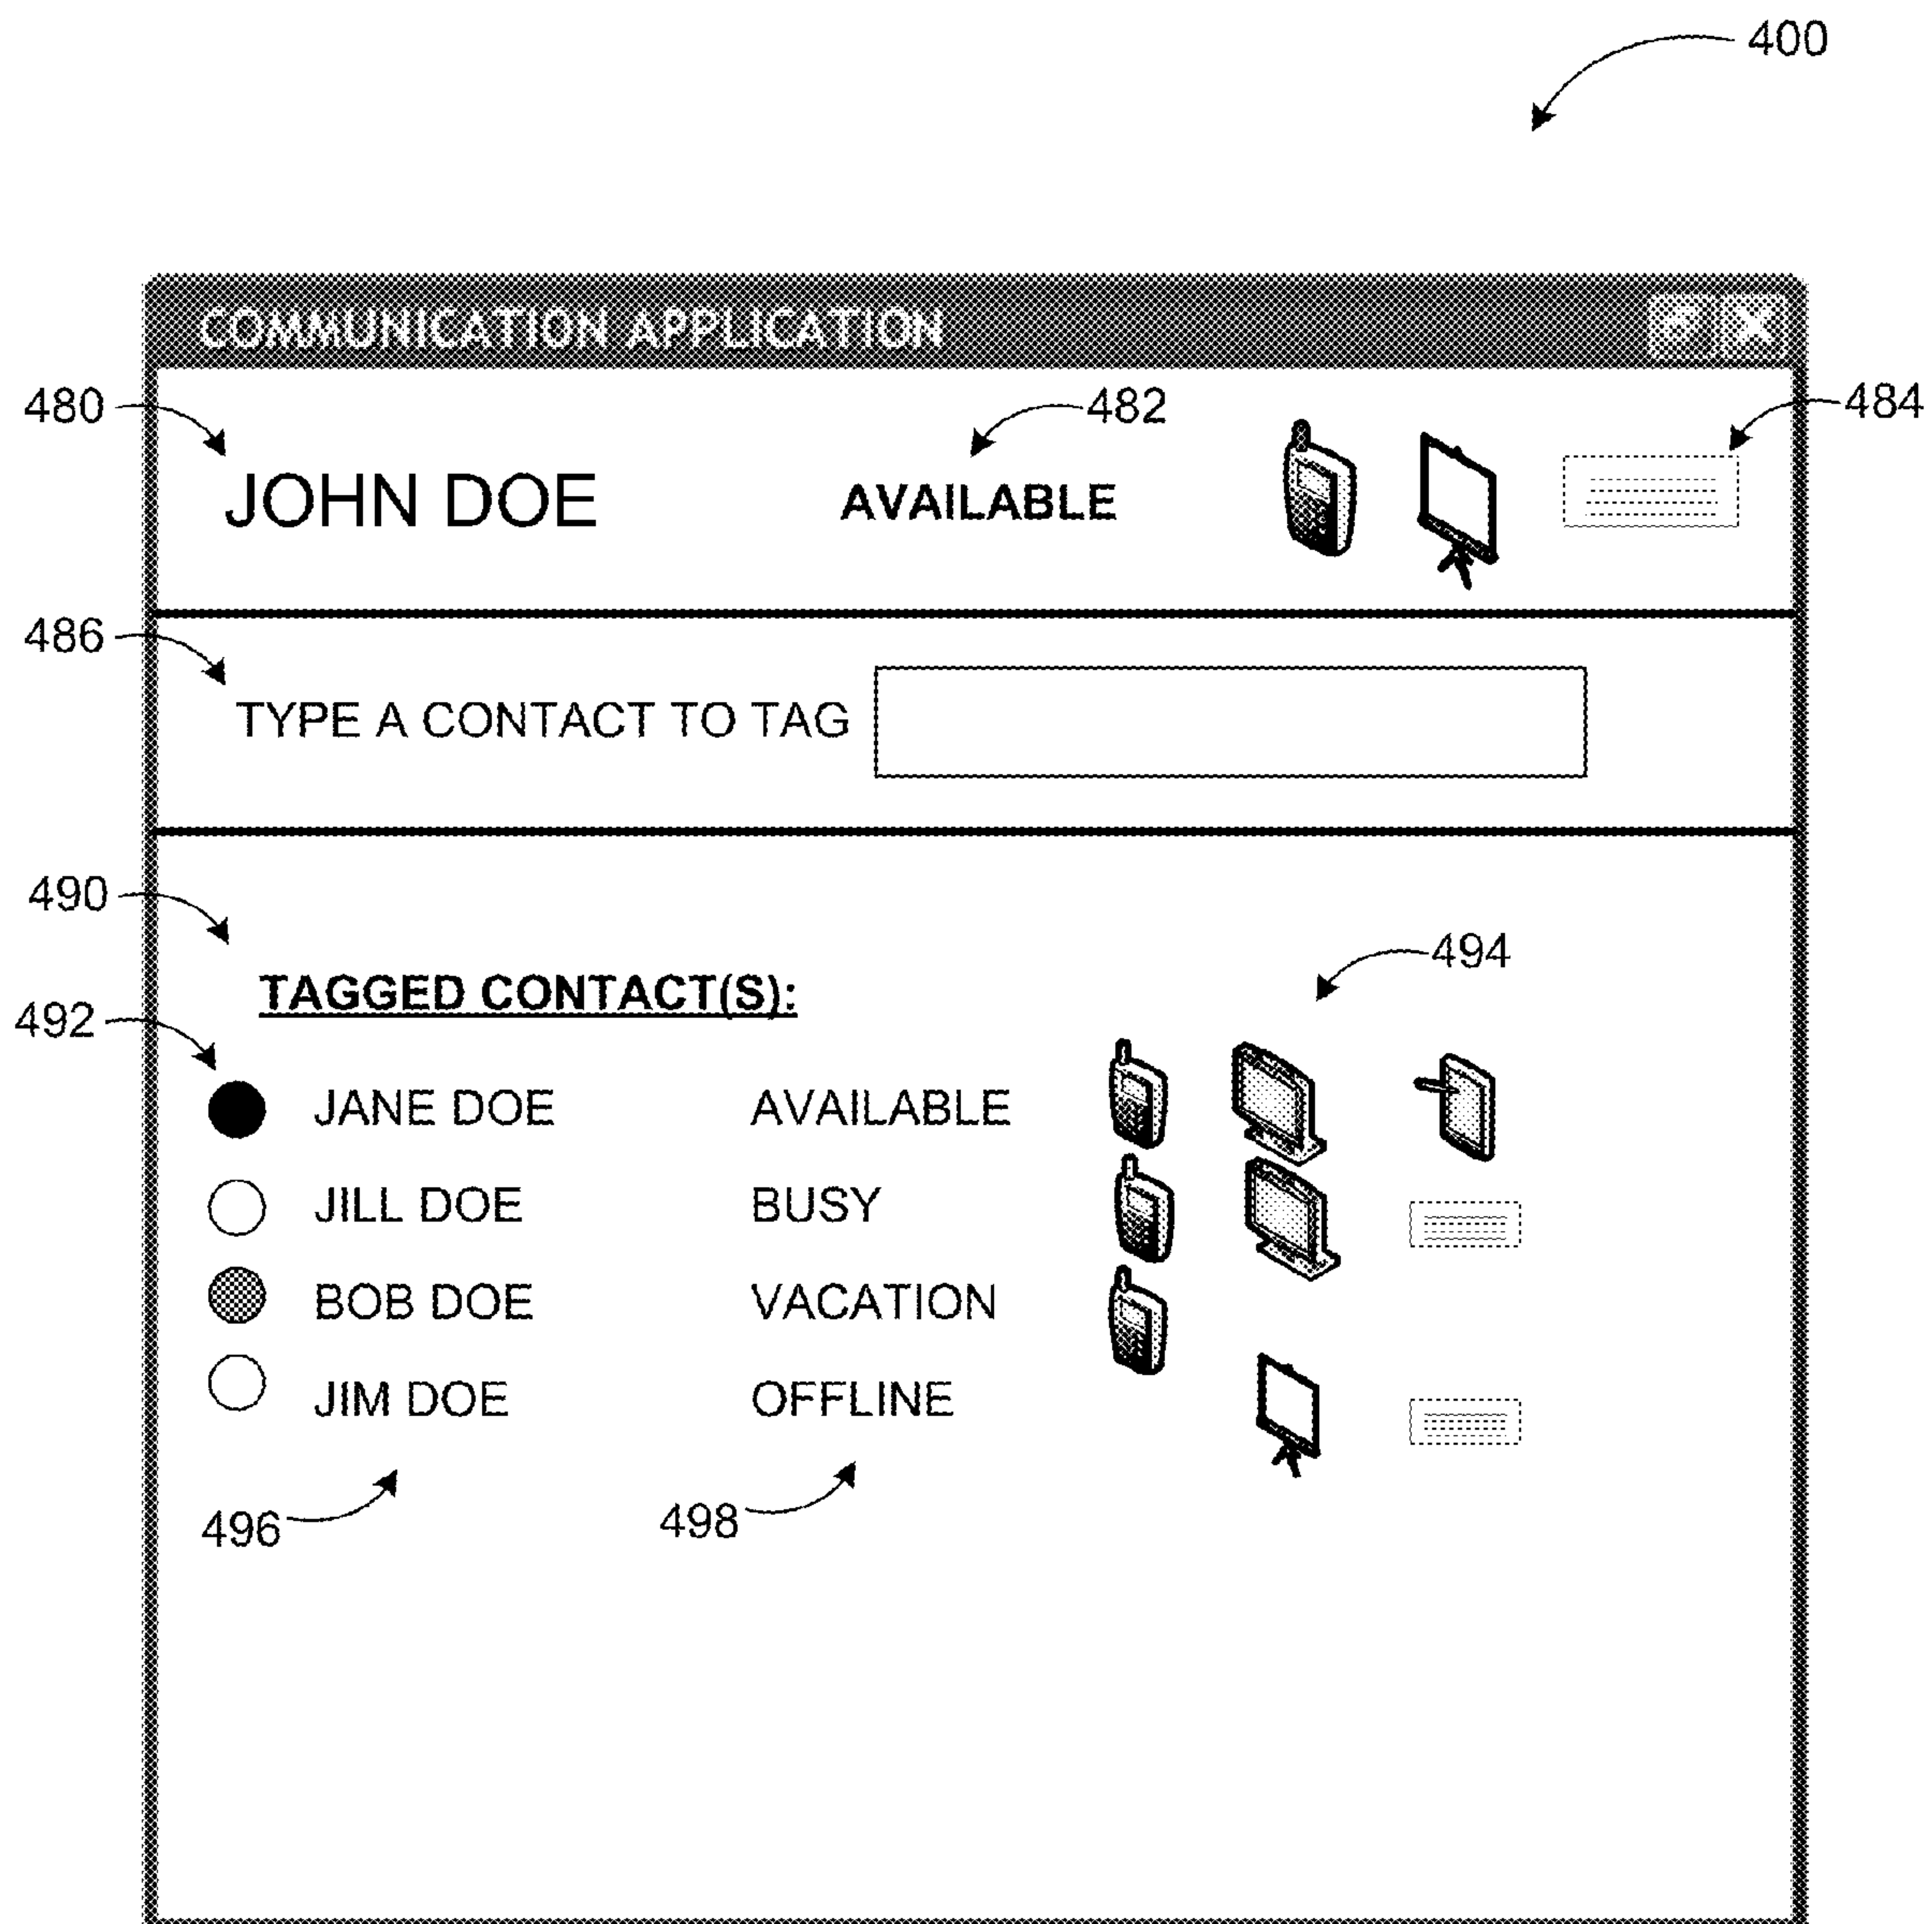 400
COMMUNICATION APPLICATION
480
482
484
JOHN DOE
AVAILABLE
486
TYPE A CONTACT TO TAG
490
494
TAGGED CONTACT(S):
492
JANE DOE AVAILABLE
JILL DOE BUSY
BOB DOE VACATION
JIM DOE OFFLINE
496
498